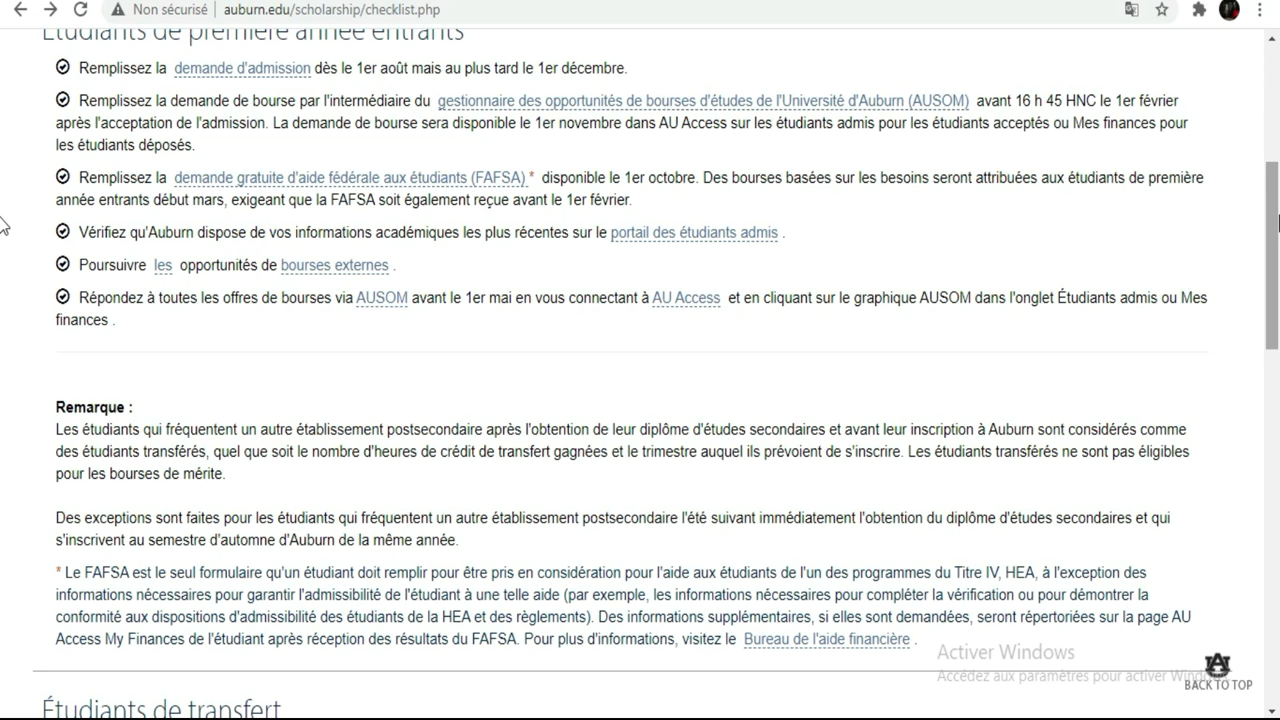 Non sécurisé auburn.edu/scholarship/checklist.php
Étudiants de première année entrants
Remplissez la demande d'admission dès le 1er août mais au plus tard le 1er décembre.
Remplissez la demande de bourse par l'intermédiaire du gestionnaire des opportunités de bourses d'études de l'Université d'Auburn (AUSOM) avant 16 h 45 HNC le 1er février
après l'acceptation de l'admission. La demande de bourse sera disponible le 1er novembre dans AU Access sur les étudiants admis pour les étudiants acceptés ou Mes finances pour
les étudiants déposés.
Remplissez la demande gratuite d'aide fédérale aux étudiants (FAFSA) * disponible le 1er octobre. Des bourses basées sur les besoins seront attribuées aux étudiants de première
année entrants début mars, exigeant que la FAFSA soit également reçue avant le 1er février.
Vérifiez qu'Auburn dispose de vos informations académiques les plus récentes sur le portail des étudiants admis .
Poursuivre les opportunités de bourses externes .
Répondez à toutes les offres de bourses via AUSOM avant le 1er mai en vous connectant à AU Access et en cliquant sur le graphique AUSOM dans l'onglet Étudiants admis ou Mes
finances .
Remarque :
Les étudiants qui fréquentent un autre établissement postsecondaire après l'obtention de leur diplôme d'études secondaires et avant leur inscription à Auburn sont considérés comme
des étudiants transférés, quel que soit le nombre d'heures de crédit de transfert gagnées et le trimestre auquel ils prévoient de s'inscrire. Les étudiants transférés ne sont pas éligibles
pour les bourses de mérite.
Des exceptions sont faites pour les étudiants qui fréquentent un autre établissement postsecondaire l'été suivant immédiatement l'obtention du diplôme d'études secondaires et qui
s'inscrivent au semestre d'automne d'Auburn de la même année.
* Le FAFSA est le seul formulaire qu'un étudiant doit remplir pour être pris en considération pour l'aide aux étudiants de l'un des programmes du Titre IV, HEA, à l'exception des
informations nécessaires pour garantir l'admissibilité de l'étudiant à une telle aide (par exemple, les informations nécessaires pour compléter la vérification ou pour démontrer la
conformité aux dispositions d'admissibilité des étudiants de la HEA et des règlements). Des informations supplémentaires, si elles sont demandées, seront répertoriées sur la page AU
Access My Finances de l'étudiant après réception des résultats du FAFSA. Pour plus d'informations, visitez le Bureau de l'aide financière .
Activer Windows
Accédez aux paramètres pour activer Windows
BACK TO TOP
Étudiants de transfert